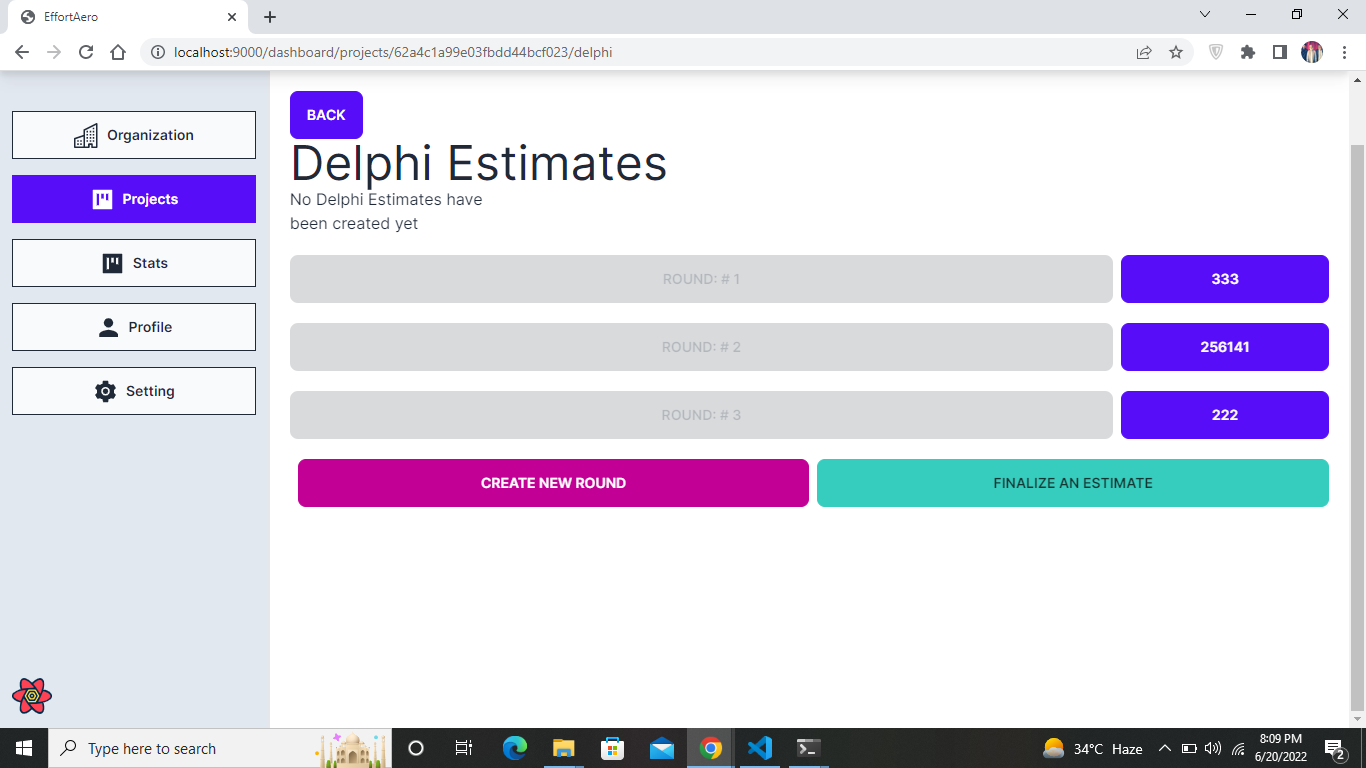 EffortAero
localhost:9000/dashboard/projects/62a4c1a99e03fbdd44bcf023/delphi
Organization
Projects
Stats
Profile
Setting
BACK
Delphi Estimates
No Delphi Estimates have
been created yet
ROUND: # 1
333
ROUND: # 2
256141
ROUND: # 3
222
CREATE NEW ROUND
FINALIZE AN ESTIMATE
Type here to search
34°C Haze
8:09 PM
6/20/2022
2